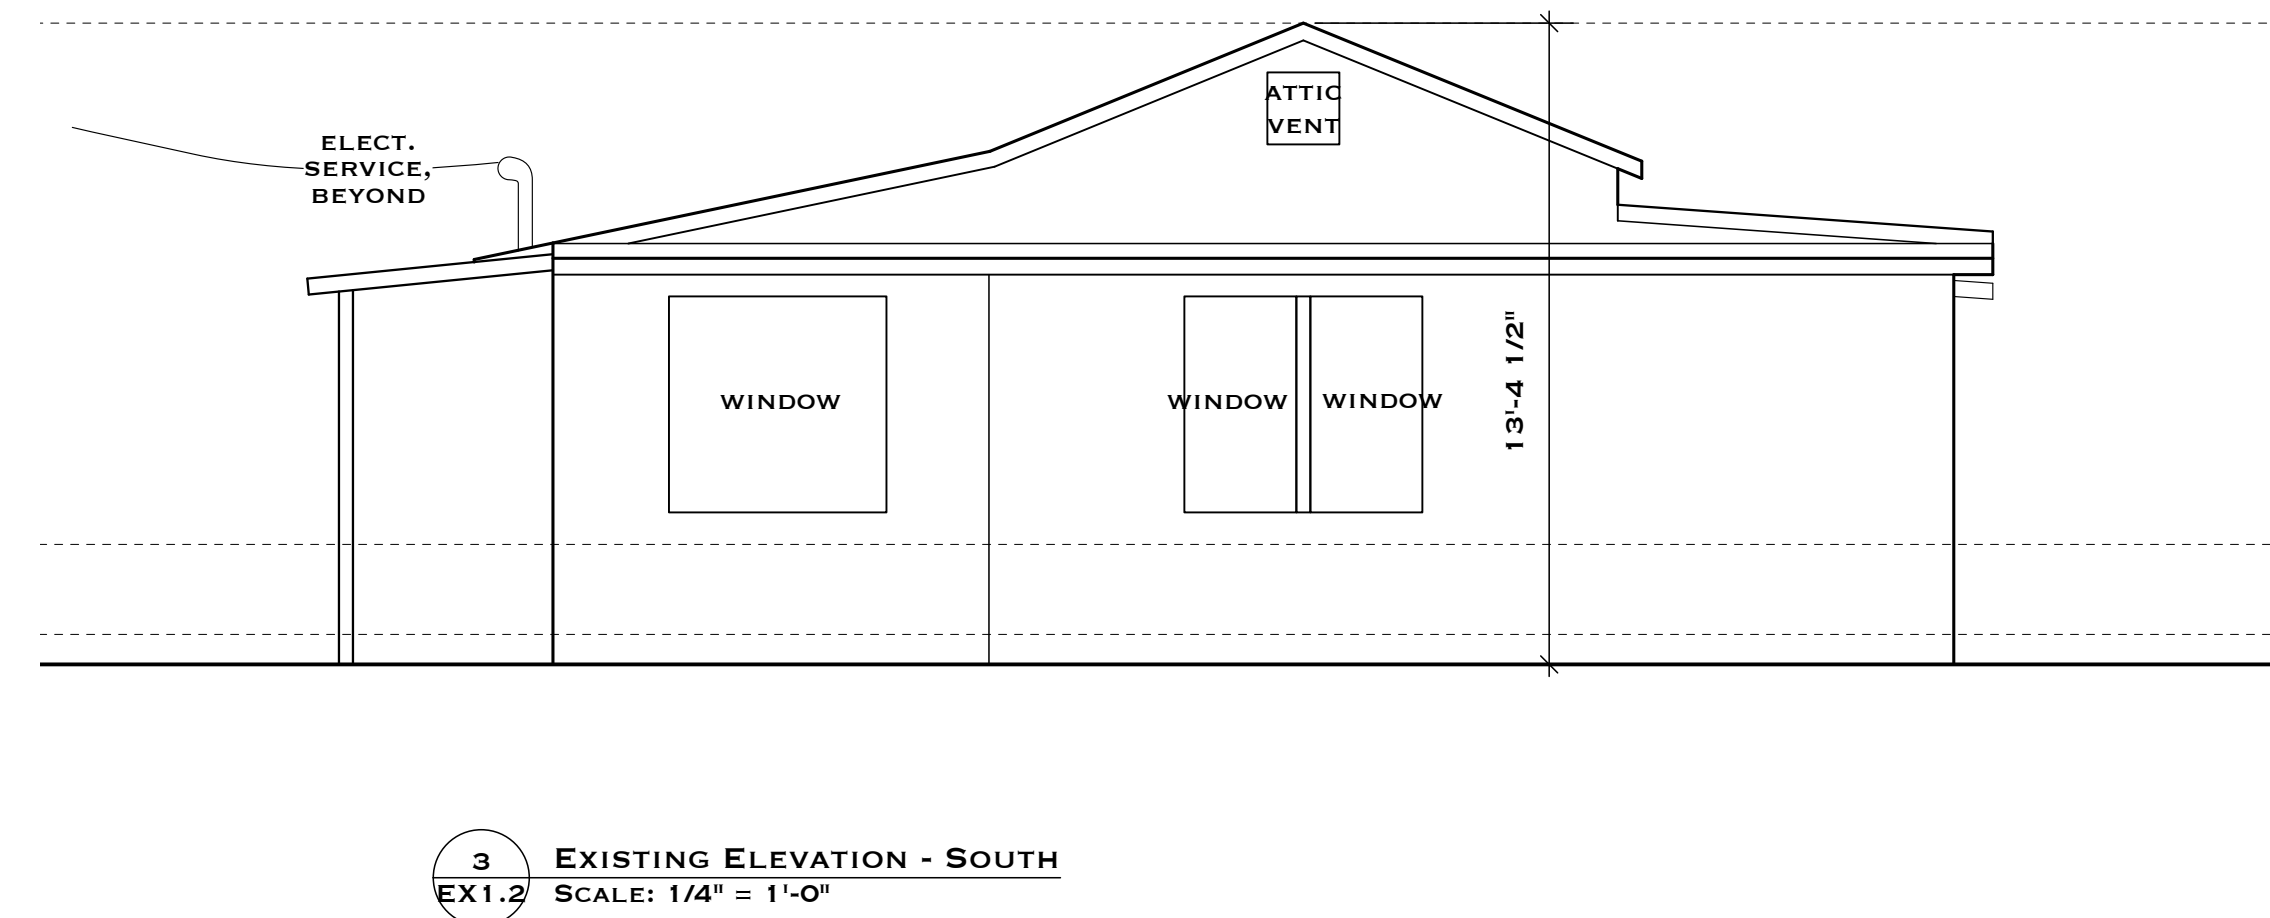 ATTIC
VENT
ELECT.
SERVICE,
BEYOND
13'-4 1/2"
WINDOW
WINDOW
WINDOW
3
EX1.2
EXISTING ELEVATION - SOUTH
SCALE: 1/4" = 1'-0"